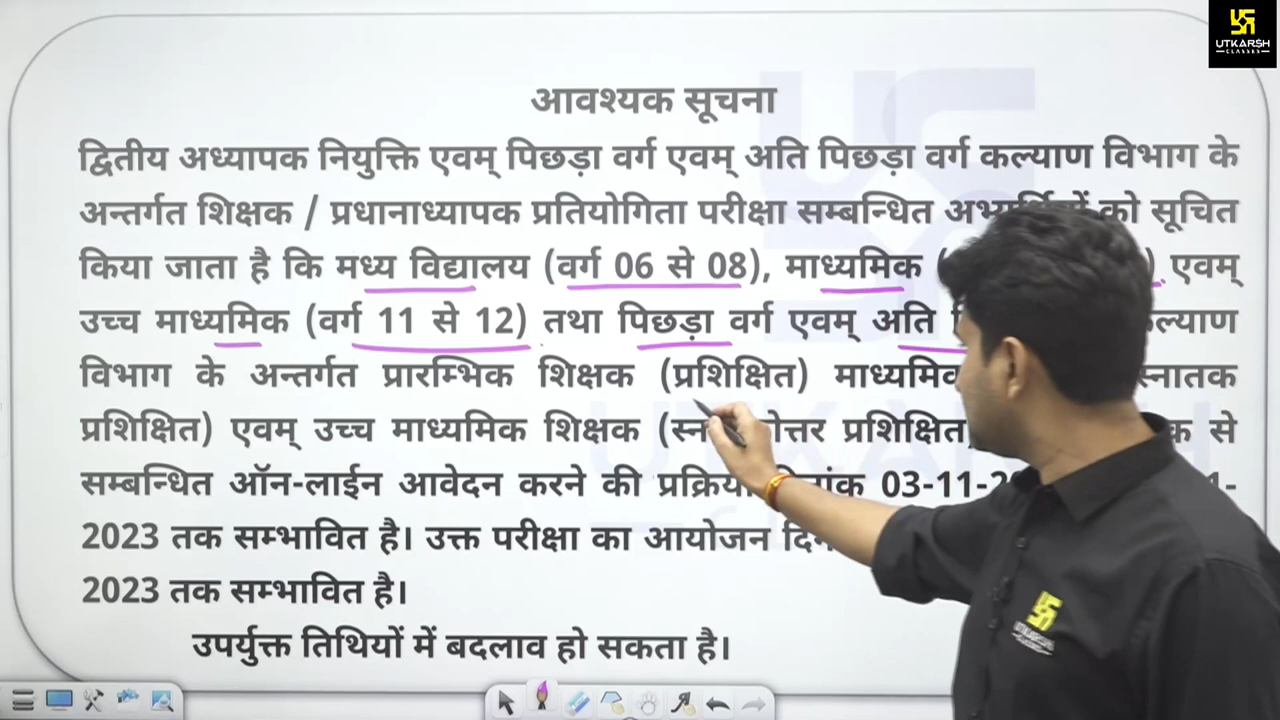 UTKARSH
CLASSES
आवश्यक सूचना
द्वितीय अध्यापक नियुक्ति एवम् पिछड़ा वर्ग एवम् अति पिछड़ा वर्ग कल्याण विभाग के
अन्तर्गत शिक्षक / प्रधानाध्यापक प्रतियोगिता परीक्षा सम्बन्धित को सूचित
किया जाता है कि मध्य विद्यालय (वर्ग 06 से 08), माध्यमिक ( ) एवम्
उच्च माध्यमिक (वर्ग 11 से 12) तथा पिछड़ा वर्ग एवम् अति
विभाग के अन्तर्गत प्रारम्भिक शिक्षक (प्रशिक्षित)
प्रशिक्षित) एवम् उच्च माध्यमिक शिक्षक प्रशिक्षित से
सम्बन्धित ऑन-लाईन आवेदन करने की 03-11-
2023 तक सम्भावित है। उक्त परीक्षा का आयोजन
2023 तक सम्भावित है।
उपर्युक्त तिथियों में बदलाव हो सकता है।
UTKARSH